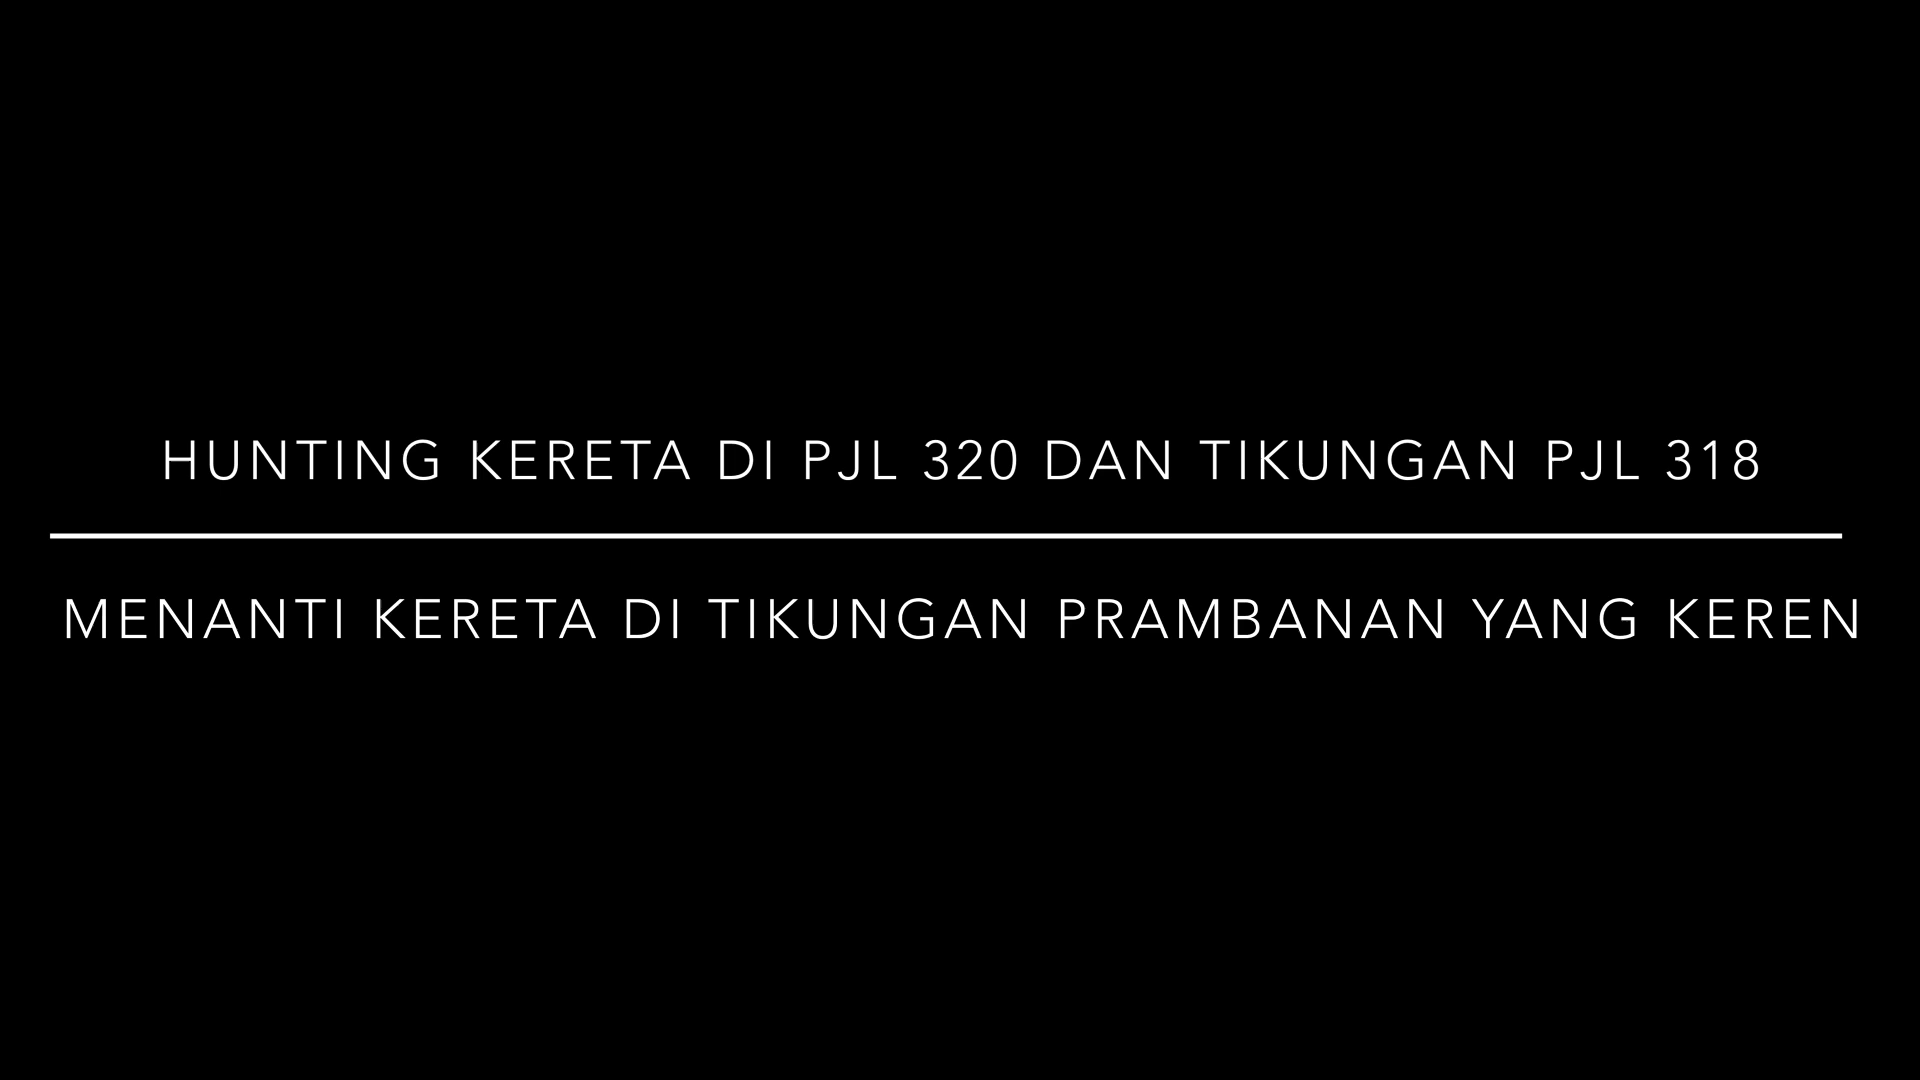 HUNTING KERETA DI PJL 320 DAN TIKUNGAN PJL 318
MENANTI KERETA DI TIKUNGAN PRAMBANAN YANG KEREN